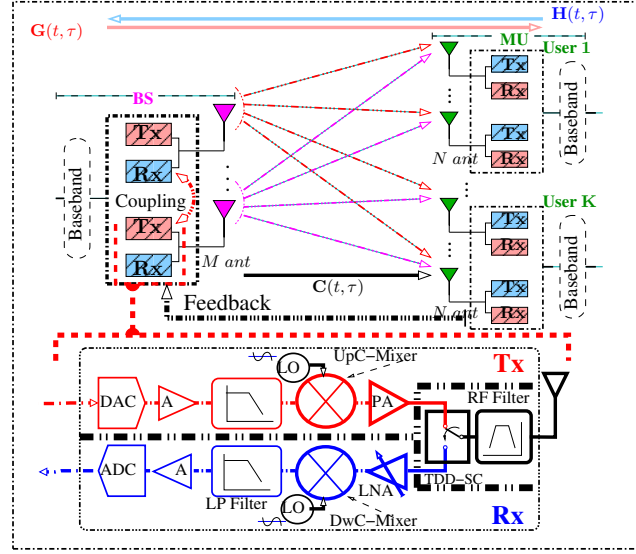 H(t, τ)
G(t, τ)
MU
User 1
BS
Tx
Rx
Tx
Rx
N ant
Baseband
Tx
Rx
Coupling
Tx
Rx
Baseband
M ant
User K
Tx
Rx
Tx
Rx
N ant
Baseband
C(t, τ)
Feedback
UpC-Mixer
LO
Tx
DAC
A
PA
RF Filter
ADC
A
LP Filter
LNA
TDD-SC
LO
DwC-Mixer
Rx